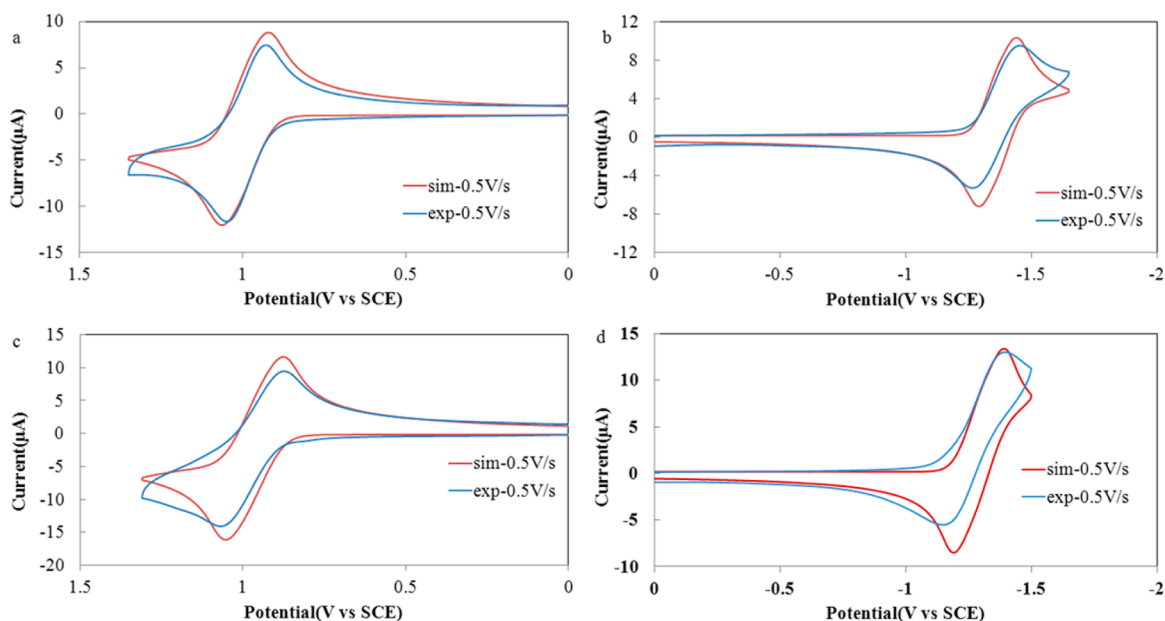 a
10
5
0
-5
-10
-15
Current(μA)
sim-0.5V/s
exp-0.5V/s
1.5
1
0.5
0
Potential(V vs SCE)
b
12
8
4
0
-4
-8
-12
Current(μA)
sim-0.5V/s
exp-0.5V/s
0
-0.5
-1
-1.5
-2
Potential(V vs SCE)
c
15
10
5
0
-5
-10
-15
-20
Current(μA)
sim-0.5V/s
exp-0.5V/s
1.5
1
0.5
0
Potential(V vs SCE)
d
15
10
5
0
-5
-10
Current(μA)
sim-0.5V/s
exp-0.5V/s
0
-0.5
-1
-1.5
-2
Potential(V vs SCE)